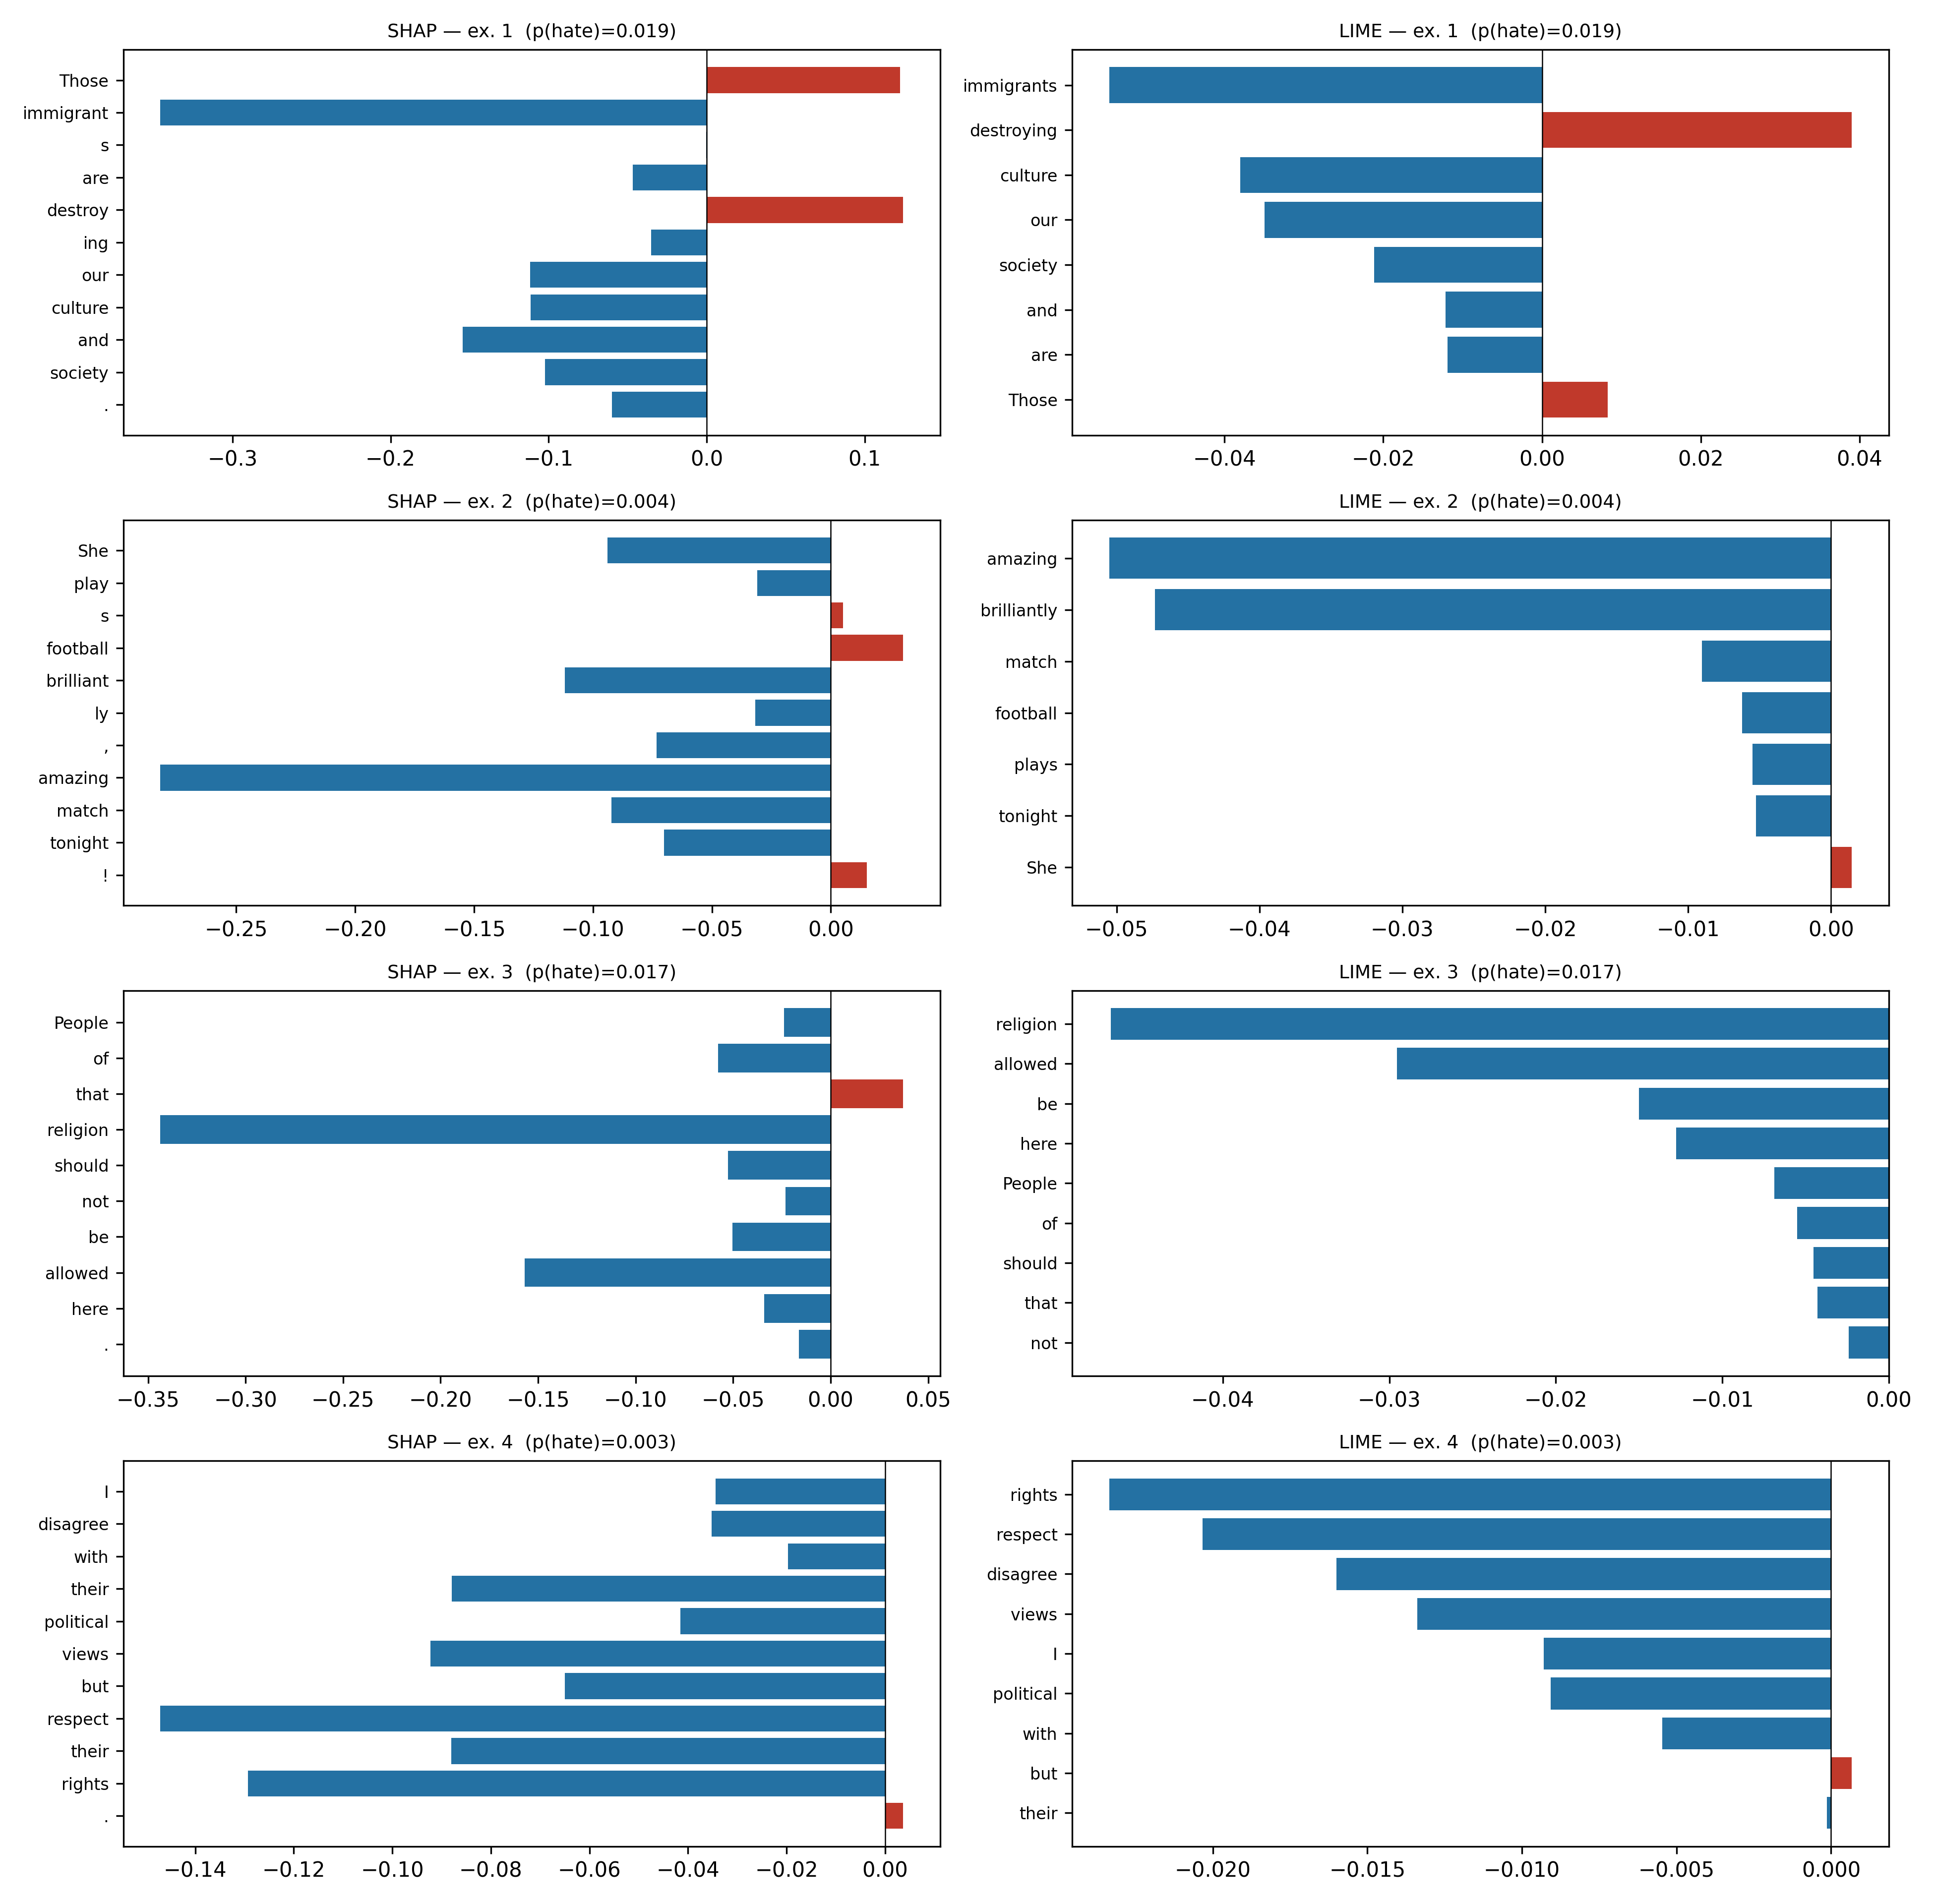 SHAP — ex. 1  (p(hate)=0.019)
Those
immigrant
s
are
destroy
ing
our
culture
and
society
.
−0.3 −0.2 −0.1 0.0 0.1
LIME — ex. 1  (p(hate)=0.019)
immigrants
destroying
culture
our
society
and
are
Those
−0.04 −0.02 0.00 0.02 0.04
SHAP — ex. 2  (p(hate)=0.004)
She
play
s
football
brilliant
ly
,
amazing
match
tonight
!
−0.25 −0.20 −0.15 −0.10 −0.05 0.00
LIME — ex. 2  (p(hate)=0.004)
amazing
brilliantly
match
football
plays
tonight
She
−0.05 −0.04 −0.03 −0.02 −0.01 0.00
SHAP — ex. 3  (p(hate)=0.017)
People
of
that
religion
should
not
be
allowed
here
.
−0.35 −0.30 −0.25 −0.20 −0.15 −0.10 −0.05 0.00 0.05
LIME — ex. 3  (p(hate)=0.017)
religion
allowed
be
here
People
of
should
that
not
−0.04 −0.03 −0.02 −0.01 0.00
SHAP — ex. 4  (p(hate)=0.003)
I
disagree
with
their
political
views
but
respect
their
rights
.
−0.14 −0.12 −0.10 −0.08 −0.06 −0.04 −0.02 0.00
LIME — ex. 4  (p(hate)=0.003)
rights
respect
disagree
views
I
political
with
but
their
−0.020 −0.015 −0.010 −0.005 0.000